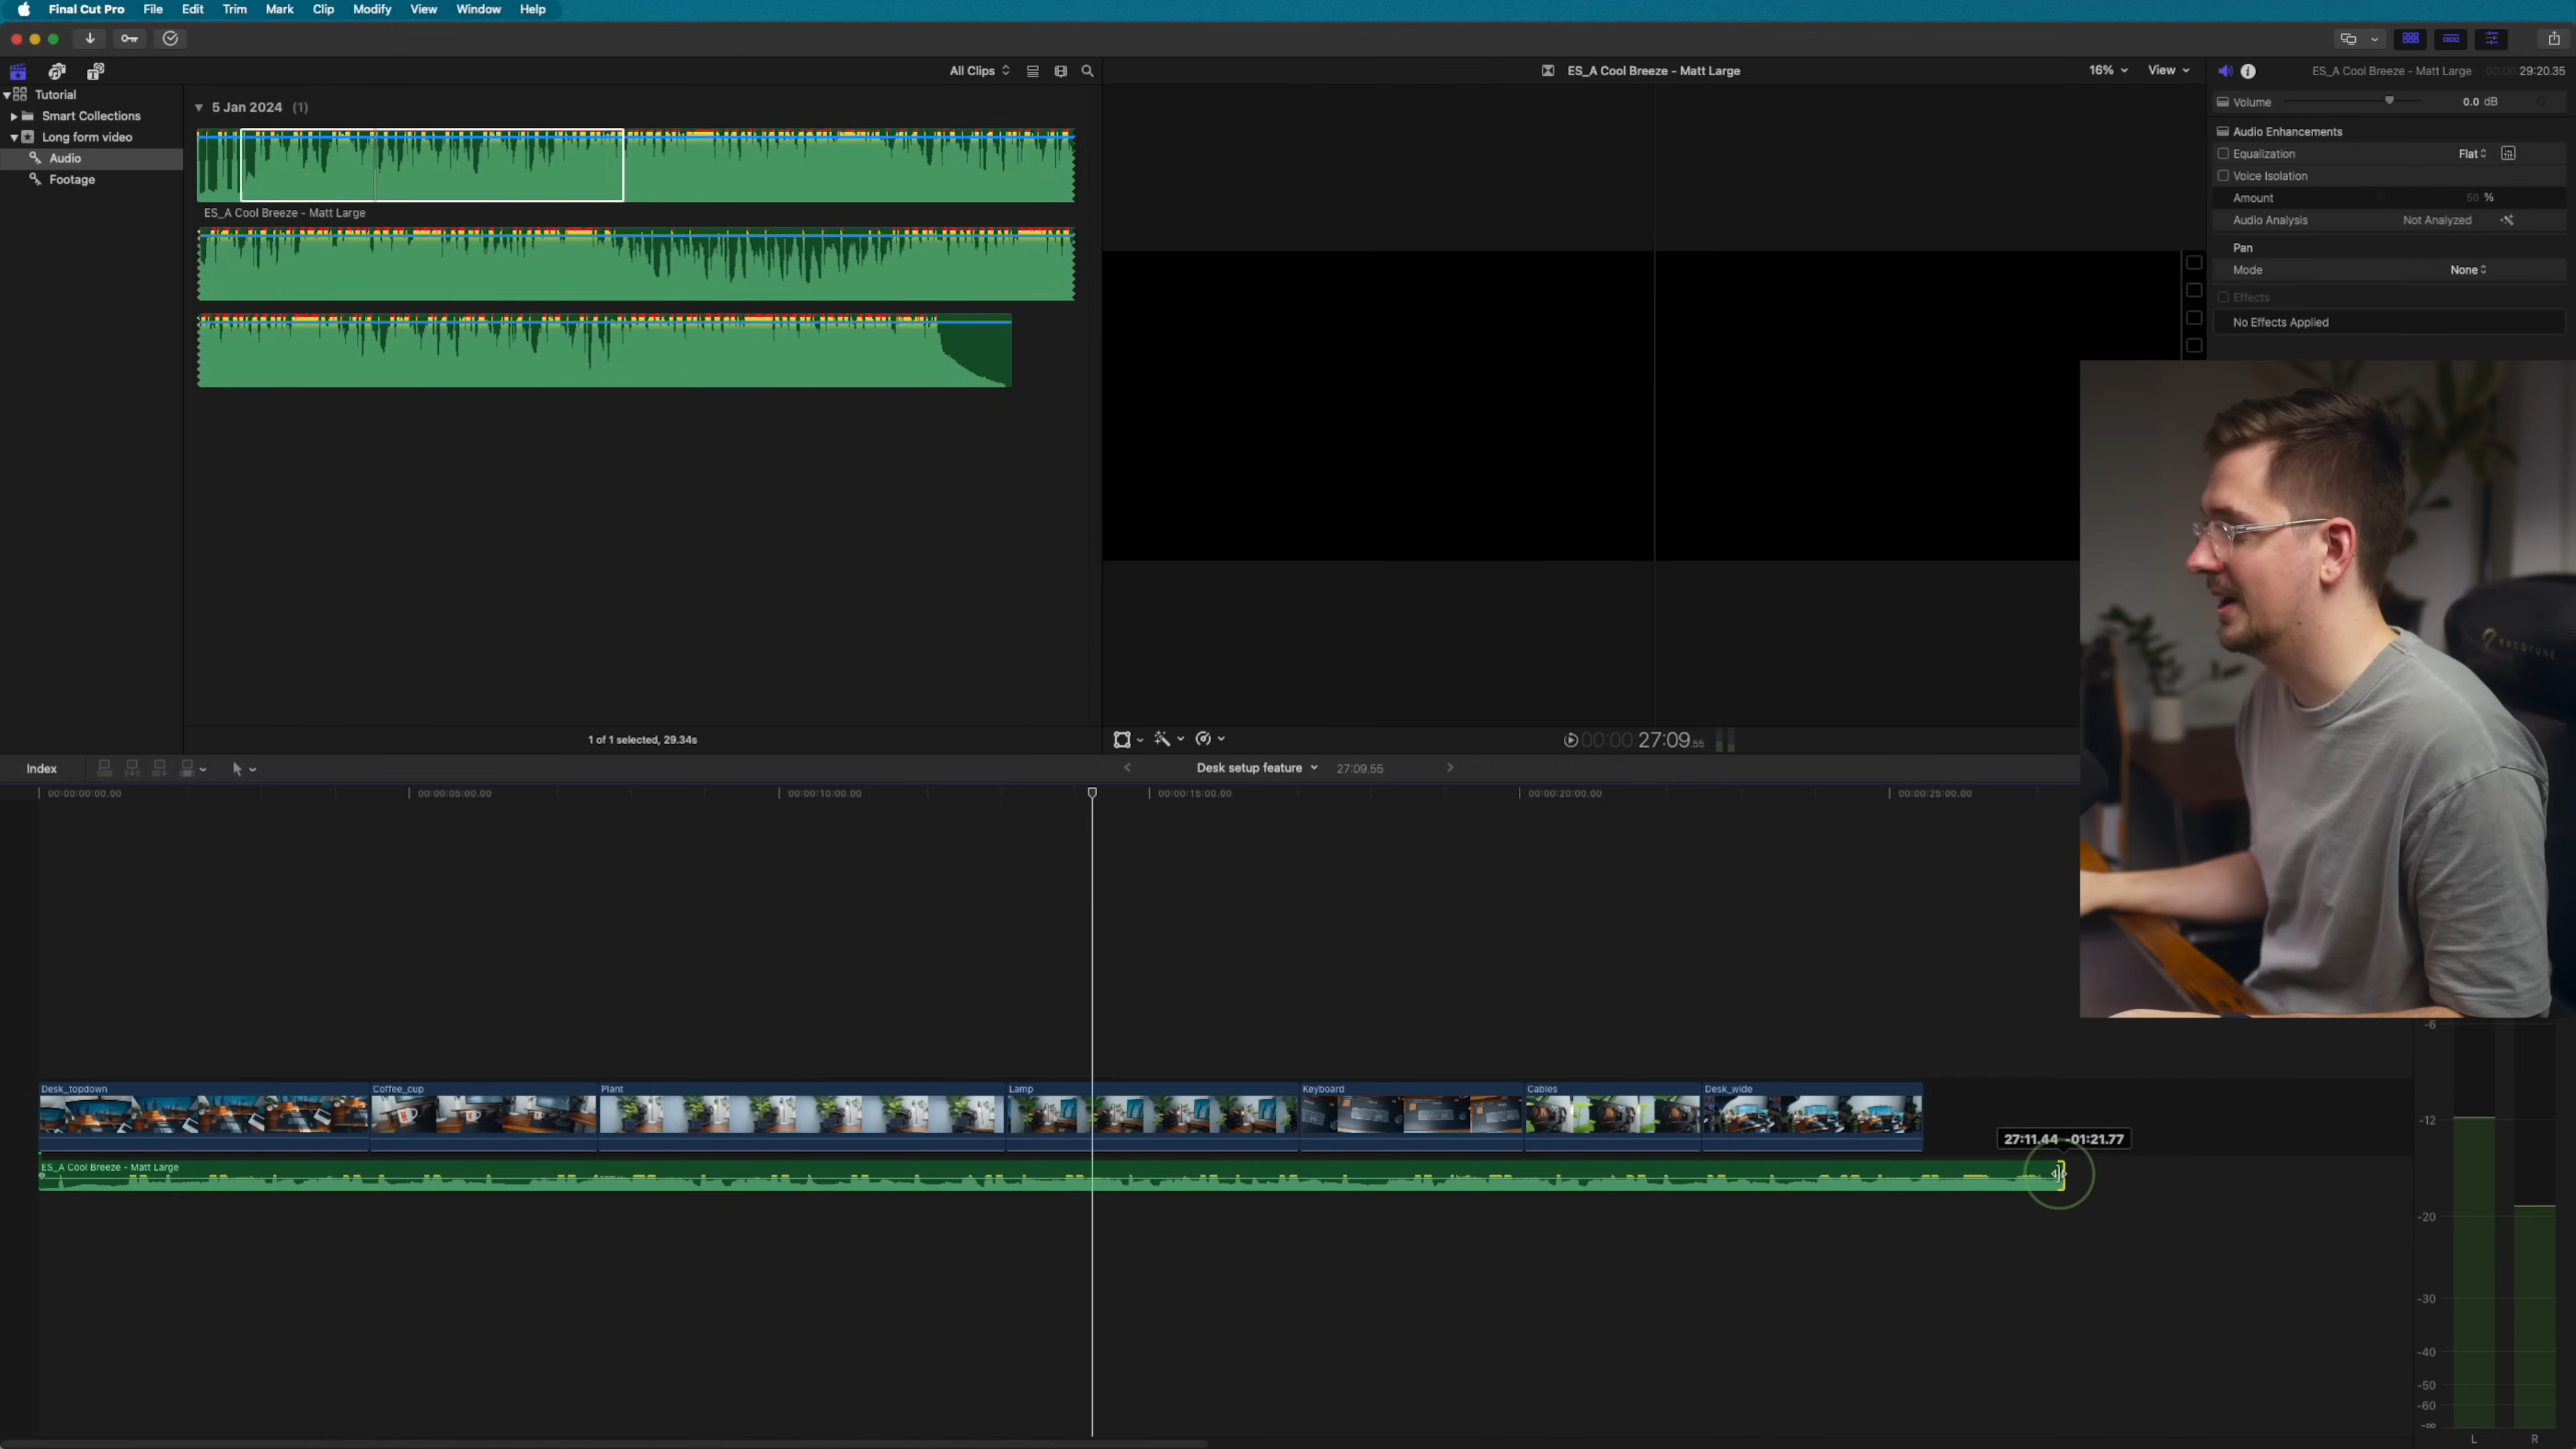 Final Cut Pro File Edit Trim Mark Clip Modify View Window Help
All Clips
ES_A Cool Breeze - Matt Large
16%
View
ES_A Cool Breeze - Matt Large
00:00:29:20.35
Tutorial
Smart Collections
Long form video
Audio
Footage
5 Jan 2024 (1)
ES_A Cool Breeze - Matt Large
Volume 0.0 dB
Audio Enhancements
Equalization Flat
Voice Isolation
Amount 50 %
Audio Analysis Not Analyzed
Pan
Mode None
Effects
No Effects Applied
1 of 1 selected, 29.34s
00:00:27:09.55
Index
Desk setup feature 27:09.55
00:00:00:00.00 00:00:05:00.00 00:00:10:00.00 00:00:15:00.00 00:00:20:00.00 00:00:25:00.00
Desk_topdown Coffee_cup Plant Lamp Keyboard Cables Desk_wide
27:11.44 -01:21.77
ES_A Cool Breeze - Matt Large
-6
-12
-20
-30
-40
-50
-60
-∞
L R